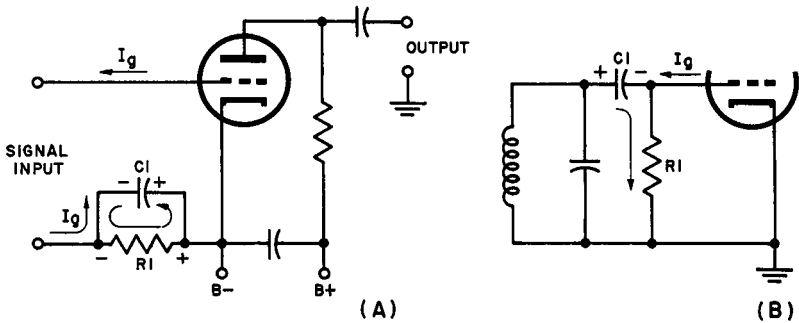 Ig
OUTPUT
SIGNAL
INPUT
C1
- +
Ig
- R1 +
B- B+
(A)
C1
+ -
Ig
R1
(B)